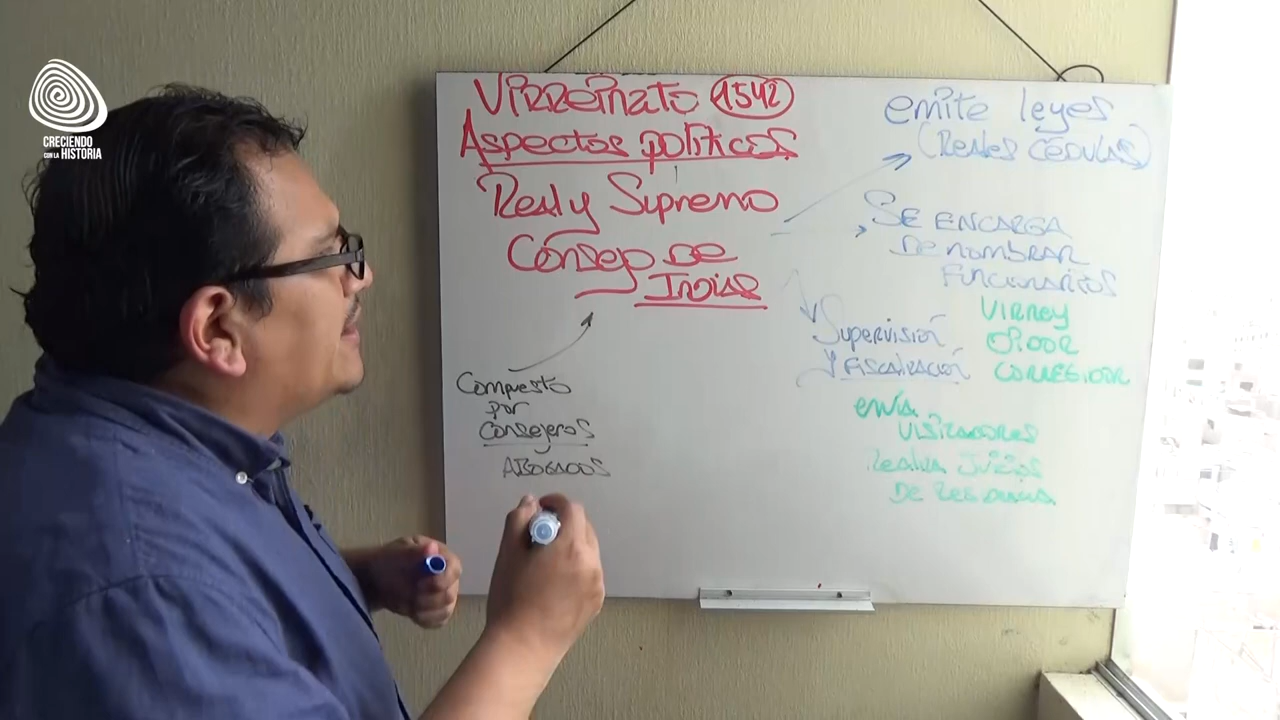 CRECIENDO
CON LA HISTORIA
Virreinato 1542
Aspectos políticos
Real y Supremo
Consejo de
Indias
Compuesto
por
Consejeros
ABOGADOS
emite leyes
(Reales CÉDULAS)
SE ENCARGA
DE NOMBRAR
FUNCIONARIOS
VIRREY
OIDOR
CORREGIDOR
Supervisión
Y FISCALIZACIÓN
envía
VISITADORES
Realiza Juicios
DE Residencia